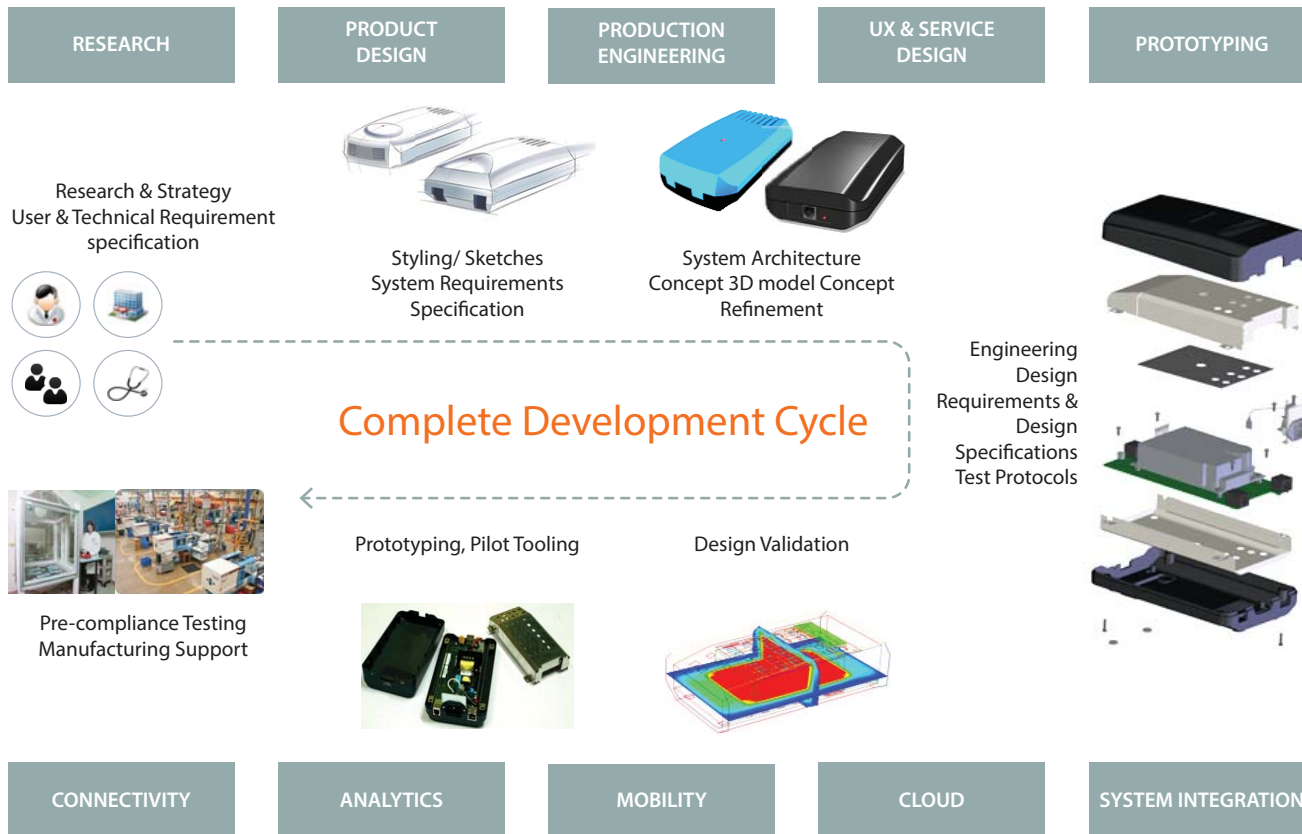 RESEARCH
PRODUCT
DESIGN
PRODUCTION
ENGINEERING
UX & SERVICE
DESIGN
PROTOTYPING
Research & Strategy
User & Technical Requirement
specification
Styling/ Sketches
System Requirements
Specification
System Architecture
Concept 3D model Concept
Refinement
Engineering
Design
Requirements &
Design
Specifications
Test Protocols
Complete Development Cycle
Prototyping, Pilot Tooling
Design Validation
Pre-compliance Testing
Manufacturing Support
CONNECTIVITY
ANALYTICS
MOBILITY
CLOUD
SYSTEM INTEGRATION